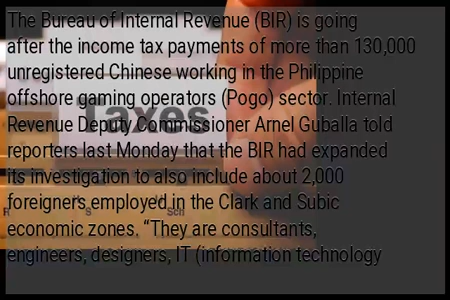 The Bureau of Internal Revenue (BIR) is going
after the income tax payments of more than 130,000
unregistered Chinese working in the Philippine
offshore gaming operators (Pogo) sector. Internal
Taxes
Revenue Deputy Commissioner Arnel Guballa told
reporters last Monday that the BIR had expanded
its investigation to also include about 2,000
foreigners employed in the Clark and Subic
economic zones. “They are consultants,
engineers, designers, IT (information technology